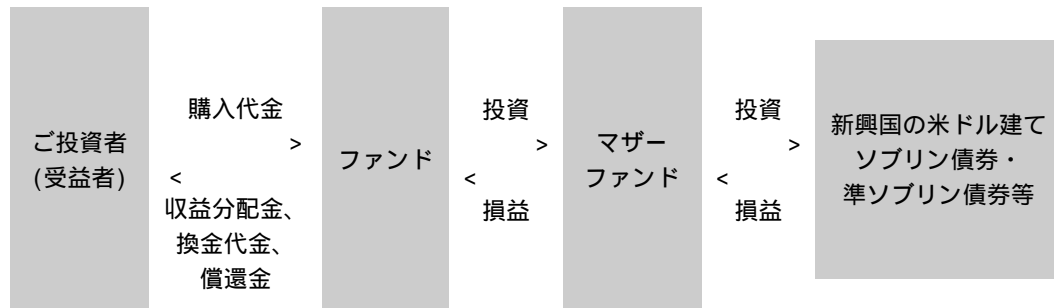 ご投資者
(受益者)
購入代金
>
<
収益分配金、
換金代金、
償還金
ファンド
投資
>
<
損益
マザー
ファンド
投資
>
<
損益
新興国の米ドル建て
ソブリン債券・
準ソブリン債券等